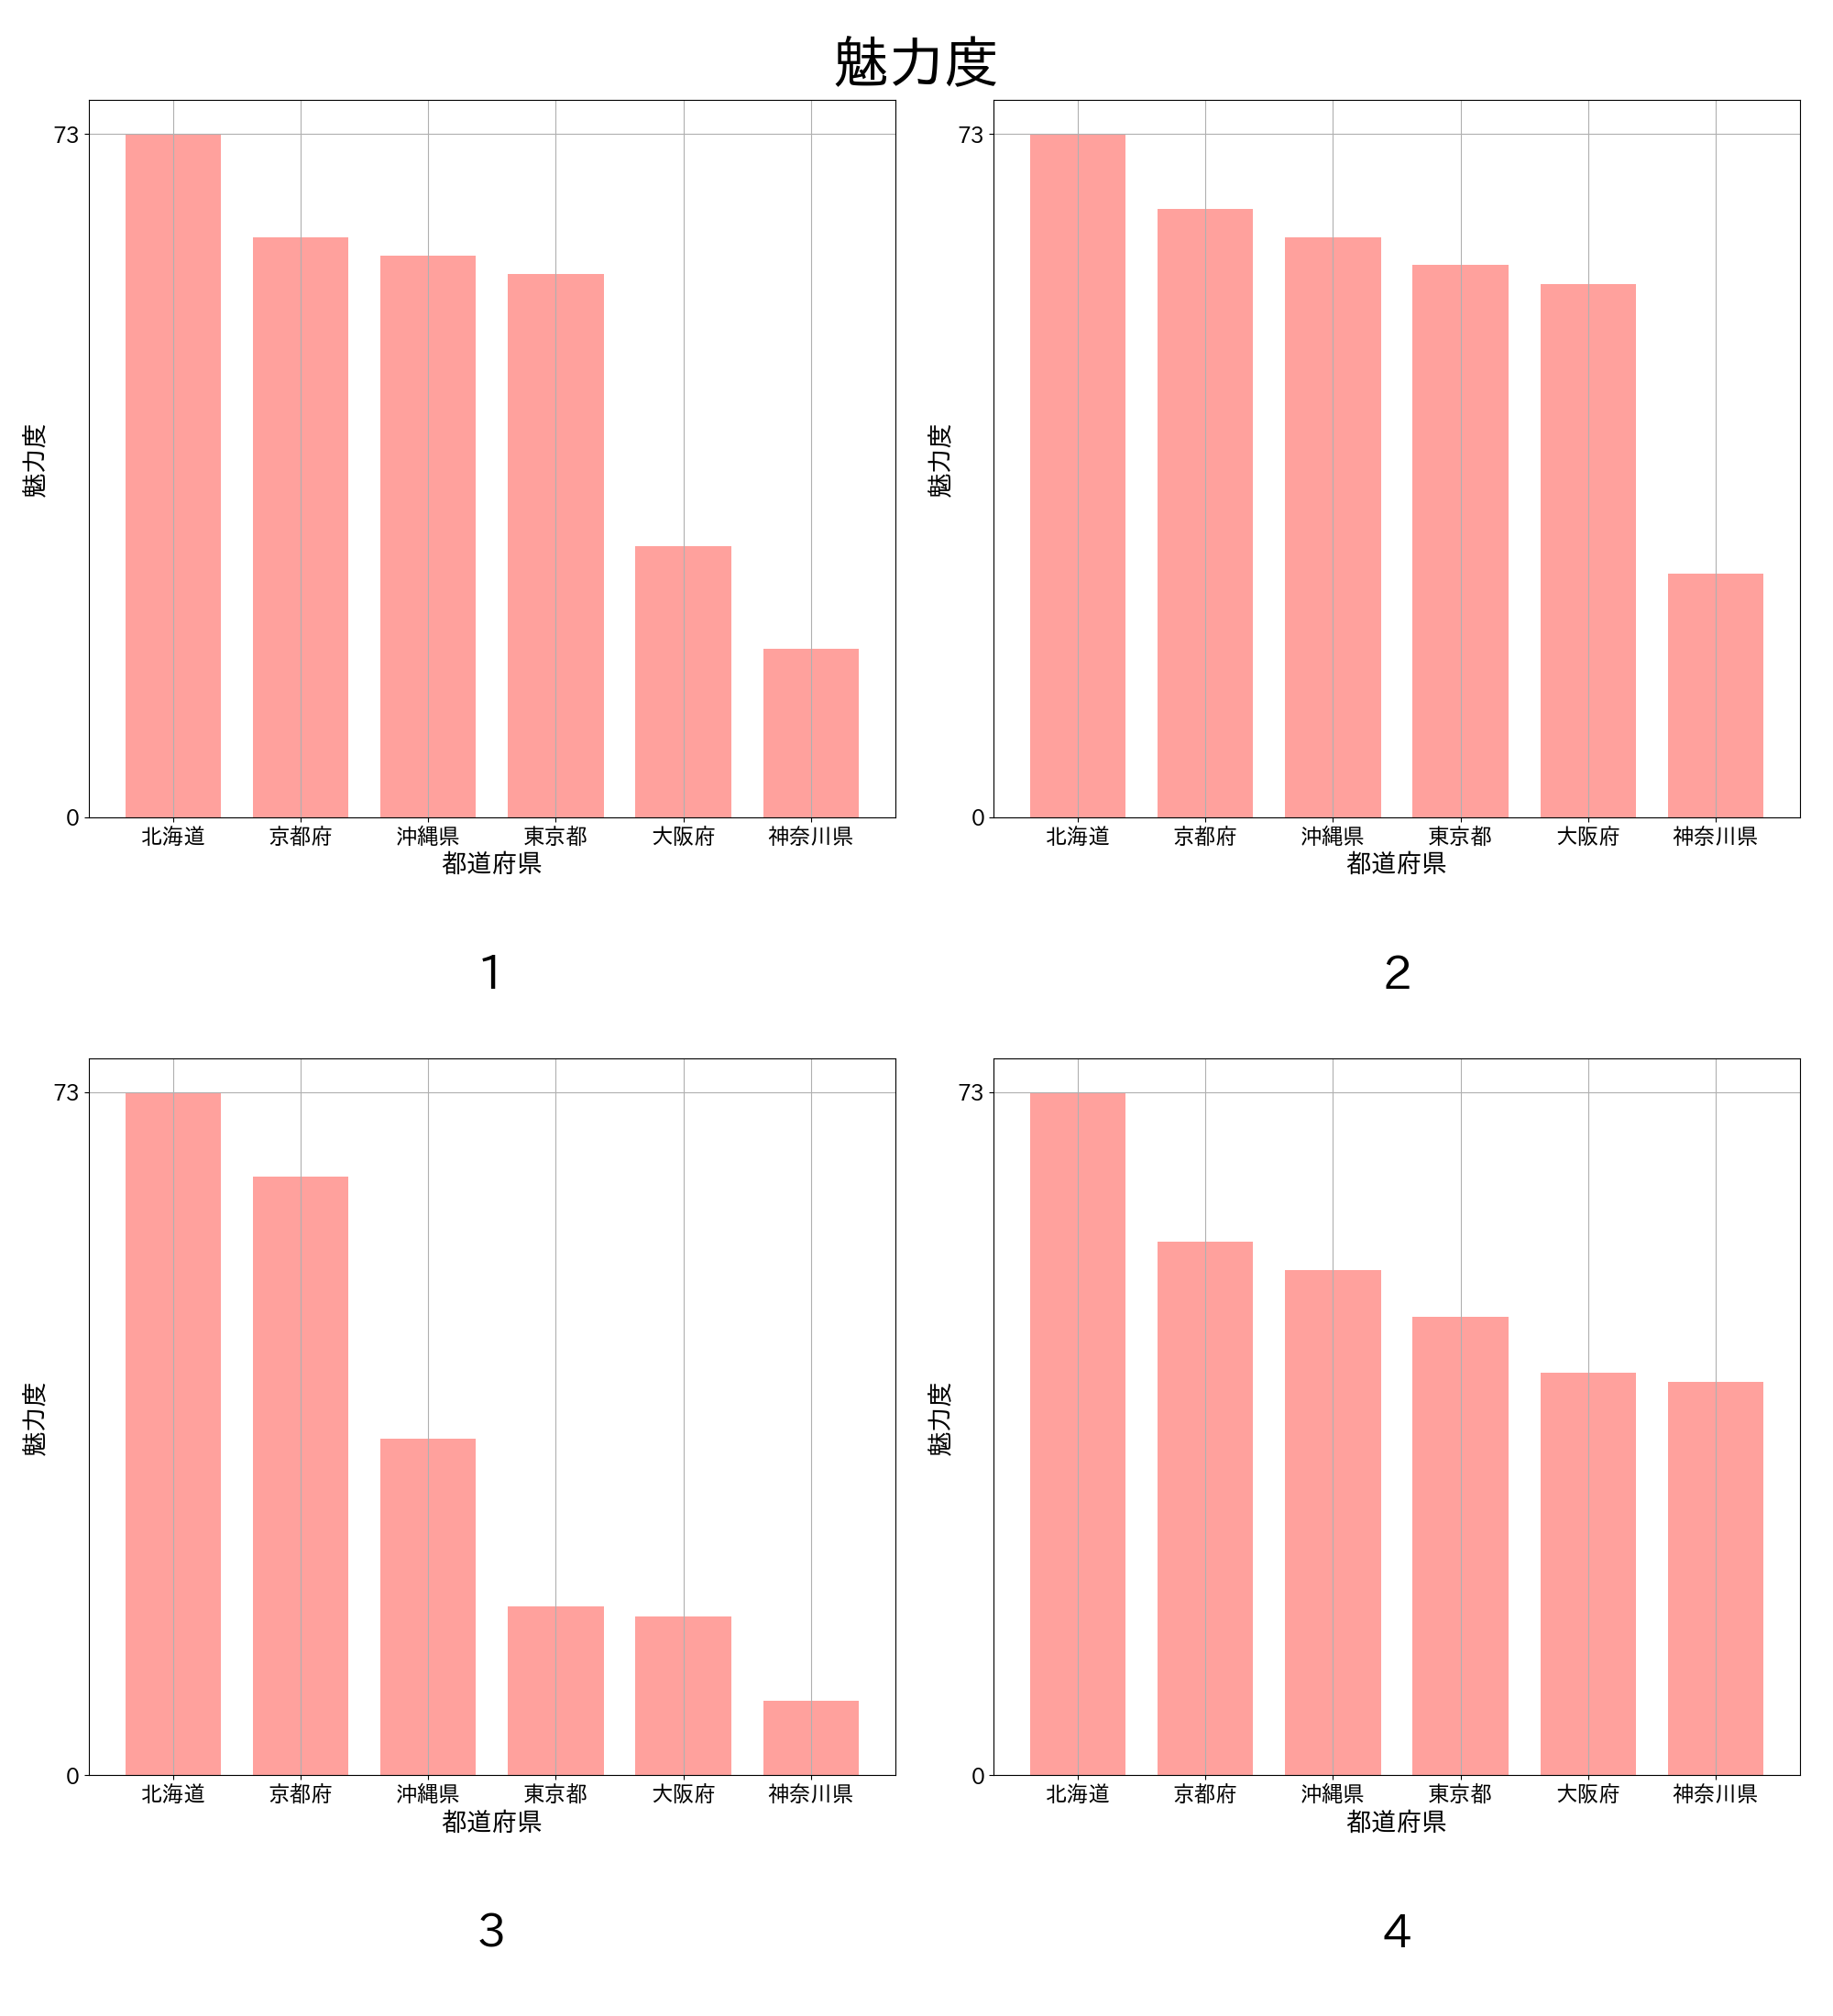 魅力度
73
0
魅力度
北海道 京都府 沖縄県 東京都 大阪府 神奈川県
都道府県
1
73
0
魅力度
北海道 京都府 沖縄県 東京都 大阪府 神奈川県
都道府県
2
73
0
魅力度
北海道 京都府 沖縄県 東京都 大阪府 神奈川県
都道府県
3
73
0
魅力度
北海道 京都府 沖縄県 東京都 大阪府 神奈川県
都道府県
4